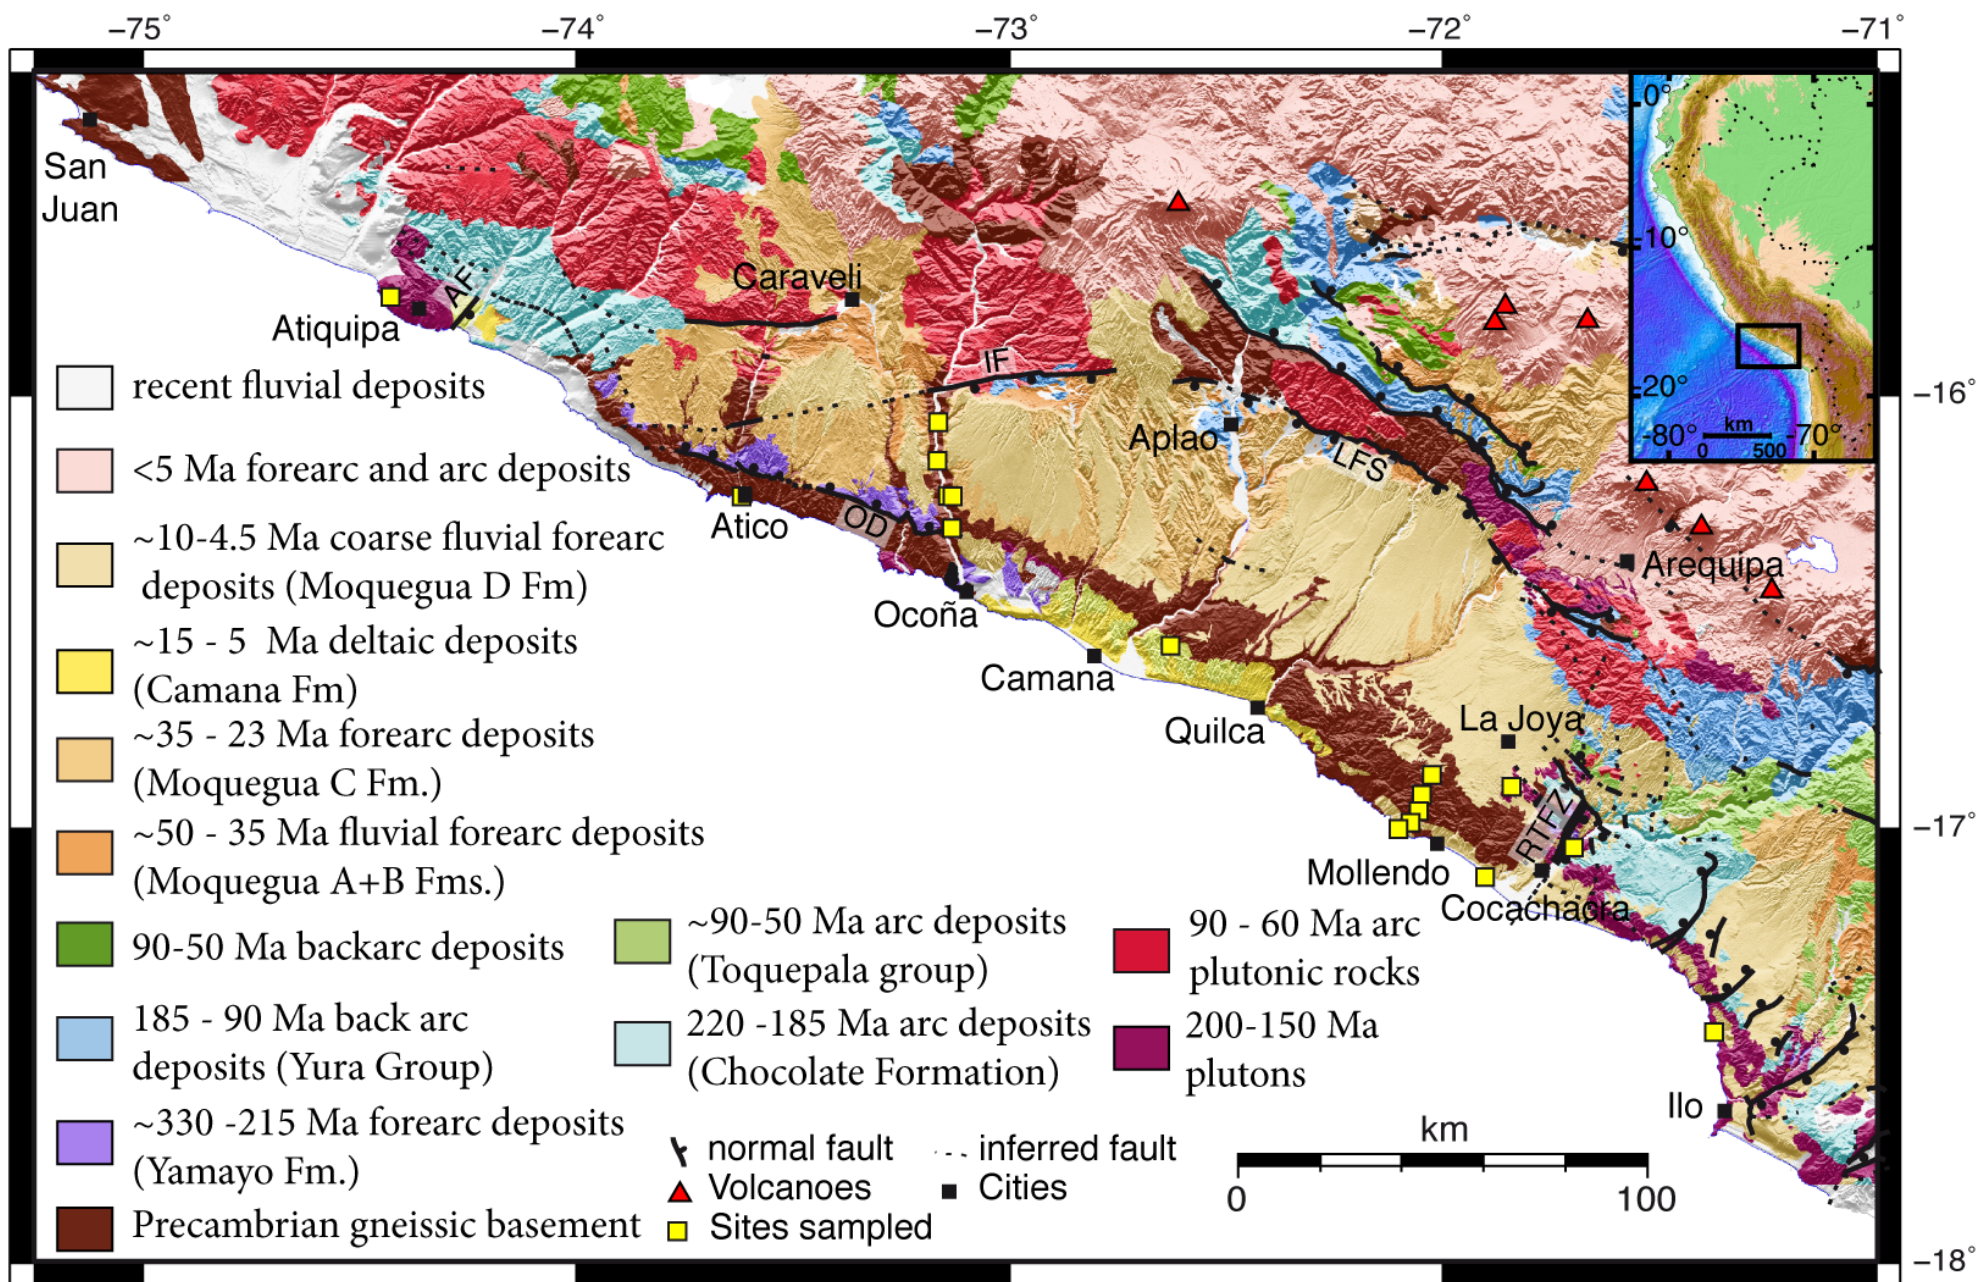 −75° −74° −73° −72° −71°
0°
−10°
−20°
km
-80° -70°
0 500
San
Juan
Caraveli
AF
Atiquipa
IF
−16°
Aplao
LFS
Atico
OD
Arequipa
Ocoña
Camana
Quilca
La Joya
RTFZ
−17°
Mollendo
Cocachacra
Ilo
−18°
recent fluvial deposits
<5 Ma forearc and arc deposits
~10-4.5 Ma coarse fluvial forearc
deposits (Moquegua D Fm)
~15 - 5 Ma deltaic deposits
(Camana Fm)
~35 - 23 Ma forearc deposits
(Moquegua C Fm.)
~50 - 35 Ma fluvial forearc deposits
(Moquegua A+B Fms.)
90-50 Ma backarc deposits
185 - 90 Ma back arc
deposits (Yura Group)
~330 -215 Ma forearc deposits
(Yamayo Fm.)
Precambrian gneissic basement
~90-50 Ma arc deposits
(Toquepala group)
220 -185 Ma arc deposits
(Chocolate Formation)
90 - 60 Ma arc
plutonic rocks
200-150 Ma
plutons
normal fault
inferred fault
Volcanoes
Cities
Sites sampled
km
0 100